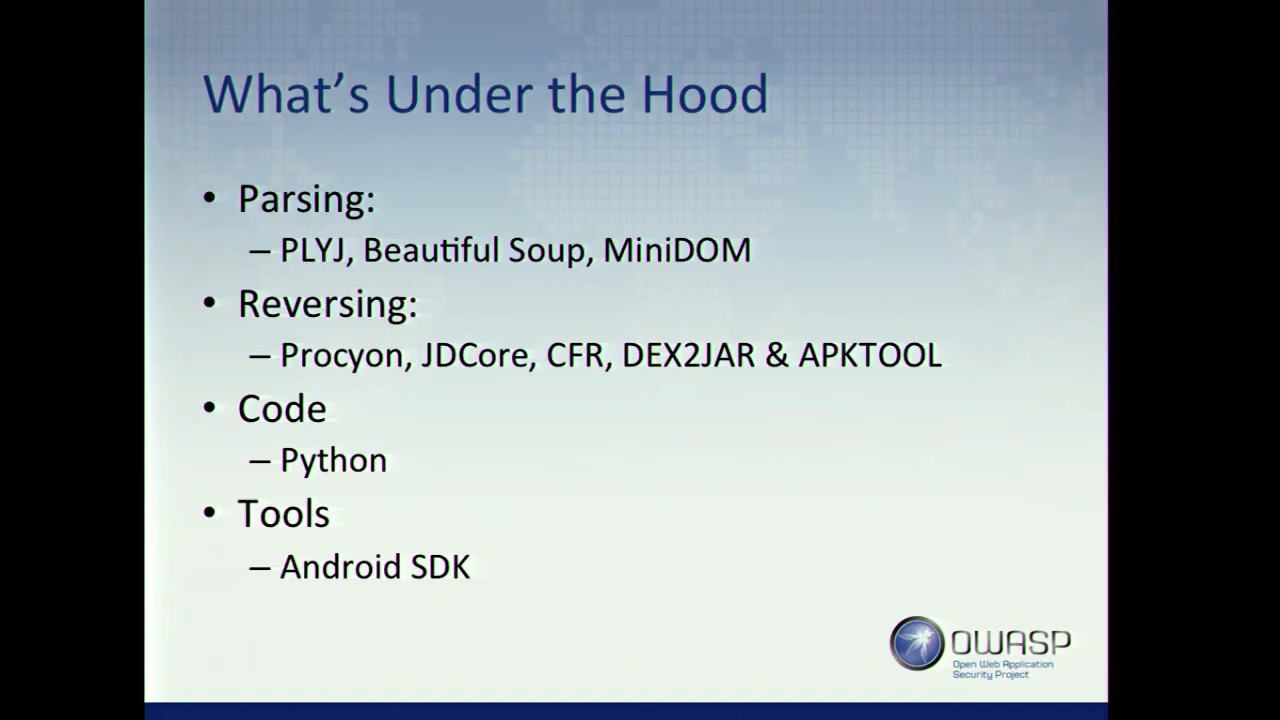 What's Under the Hood
• Parsing:
– PLYJ, Beautiful Soup, MiniDOM
• Reversing:
– Procyon, JDCore, CFR, DEX2JAR & APKTOOL
• Code
– Python
• Tools
– Android SDK
OWASP
Open Web Application
Security Project